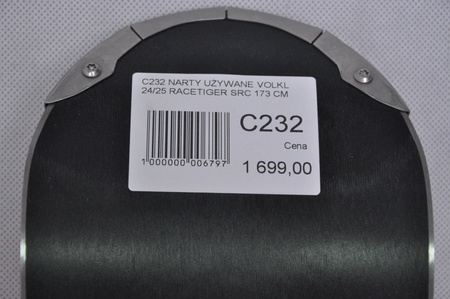 C232 NARTY UŻYWANE VOLKL
24/25 RACETIGER SRC 173 CM
C232
Cena
1 000000 006797
1 699,00